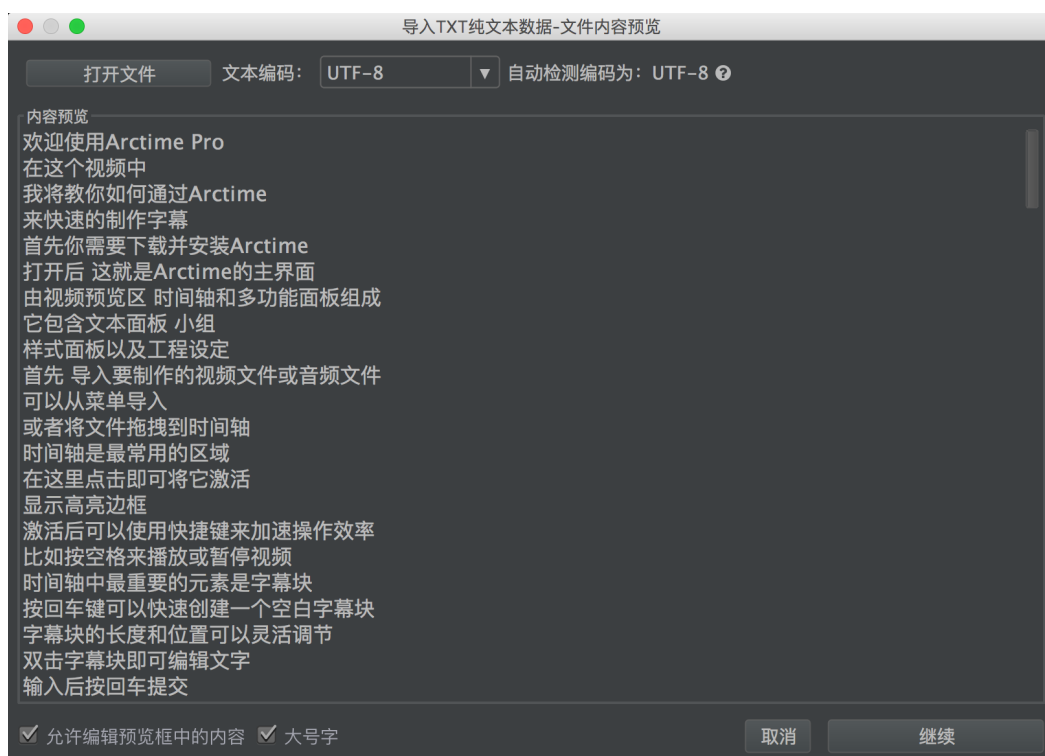 导入TXT纯文本数据-文件内容预览
打开文件 文本编码: UTF-8 ▼ 自动检测编码为: UTF-8 ?
内容预览
欢迎使用Arctime Pro
在这个视频中
我将教你如何通过Arctime
来快速的制作字幕
首先你需要下载并安装Arctime
打开后 这就是Arctime的主界面
由视频预览区 时间轴和多功能面板组成
它包含文本面板 小组
样式面板以及工程设定
首先 导入要制作的视频文件或音频文件
可以从菜单导入
或者将文件拖拽到时间轴
时间轴是最常用的区域
在这里点击即可将它激活
显示高亮边框
激活后可以使用快捷键来加速操作效率
比如按空格来播放或暂停视频
时间轴中最重要的元素是字幕块
按回车键可以快速创建一个空白字幕块
字幕块的长度和位置可以灵活调节
双击字幕块即可编辑文字
输入后按回车提交
允许编辑预览框中的内容 大号字 取消 继续